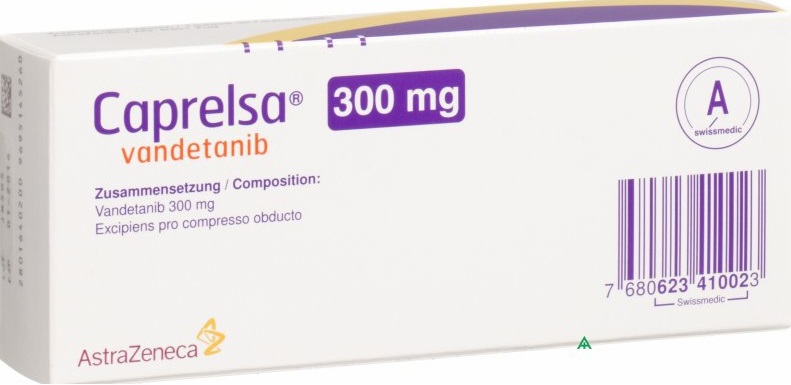 Caprelsa® 300 mg
vandetanib
Zusammensetzung / Composition:
Vandetanib 300 mg
Excipiens pro compresso obducto
A
swissmedic
7 680623 410023
Swissmedic
AstraZeneca